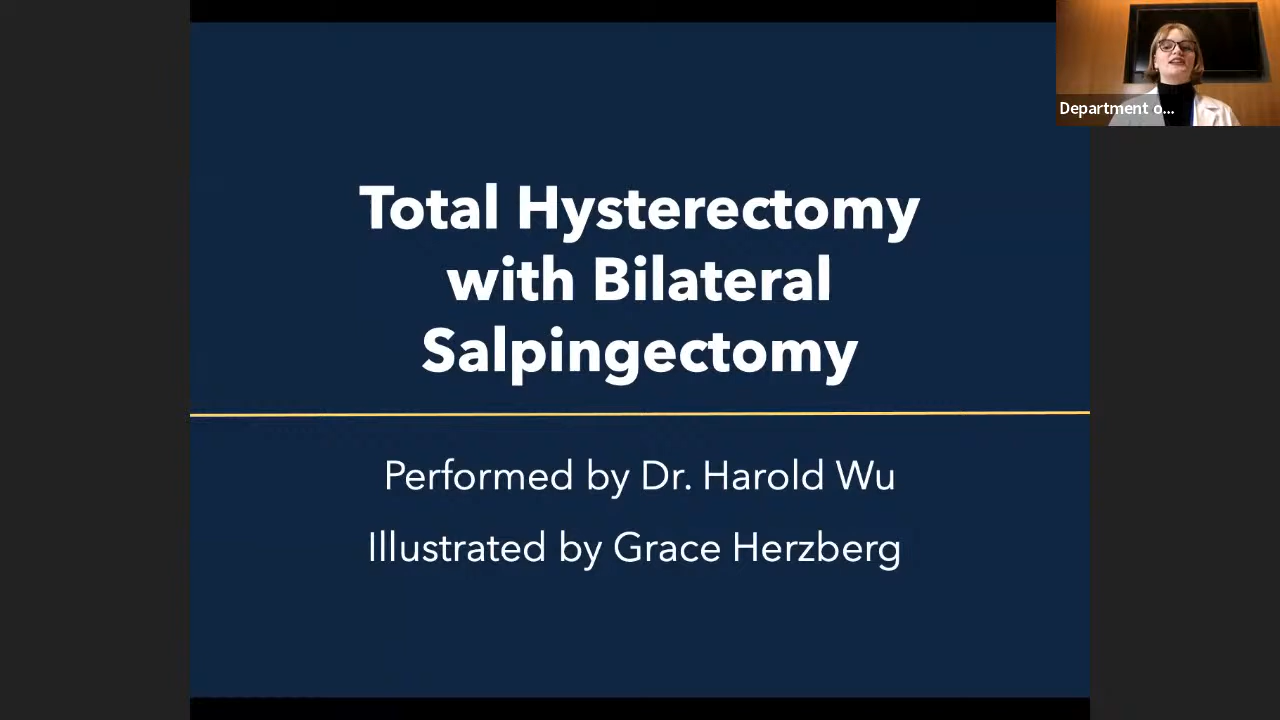 Department o...
Total Hysterectomy
with Bilateral
Salpingectomy
Performed by Dr. Harold Wu
Illustrated by Grace Herzberg